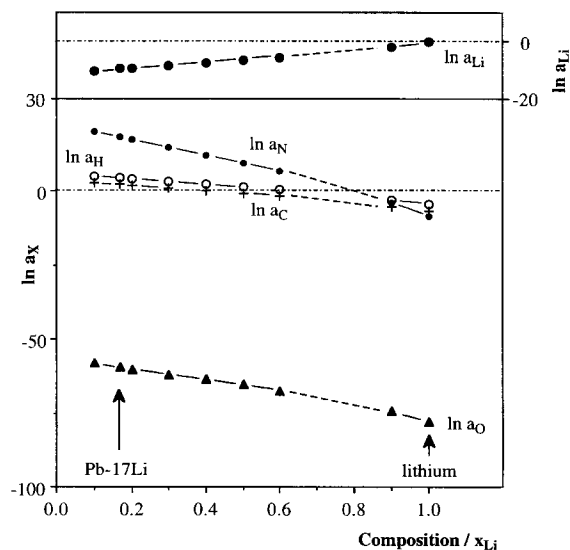 0
ln a_Li
ln a_Li
-20
30
ln a_H
ln a_N
0
ln a_C
ln a_X
-50
ln a_O
Pb-17Li
lithium
-100
0.0 0.2 0.4 0.6 0.8 1.0
Composition / x_Li